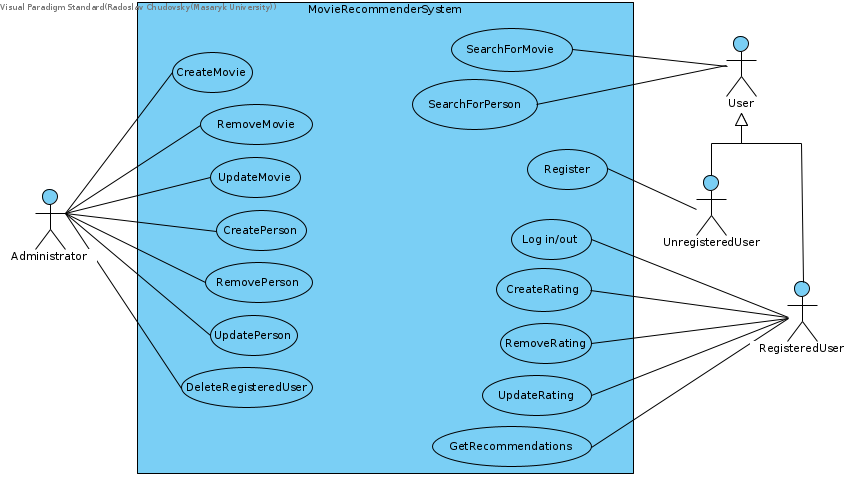 Visual Paradigm Standard(Radoslav Chudovsky(Masaryk University))
MovieRecommenderSystem
SearchForMovie
CreateMovie
User
SearchForPerson
RemoveMovie
Register
UpdateMovie
CreatePerson
Log in/out
UnregisteredUser
Administrator
RemovePerson
CreateRating
UpdatePerson
RemoveRating
RegisteredUser
DeleteRegisteredUser
UpdateRating
GetRecommendations